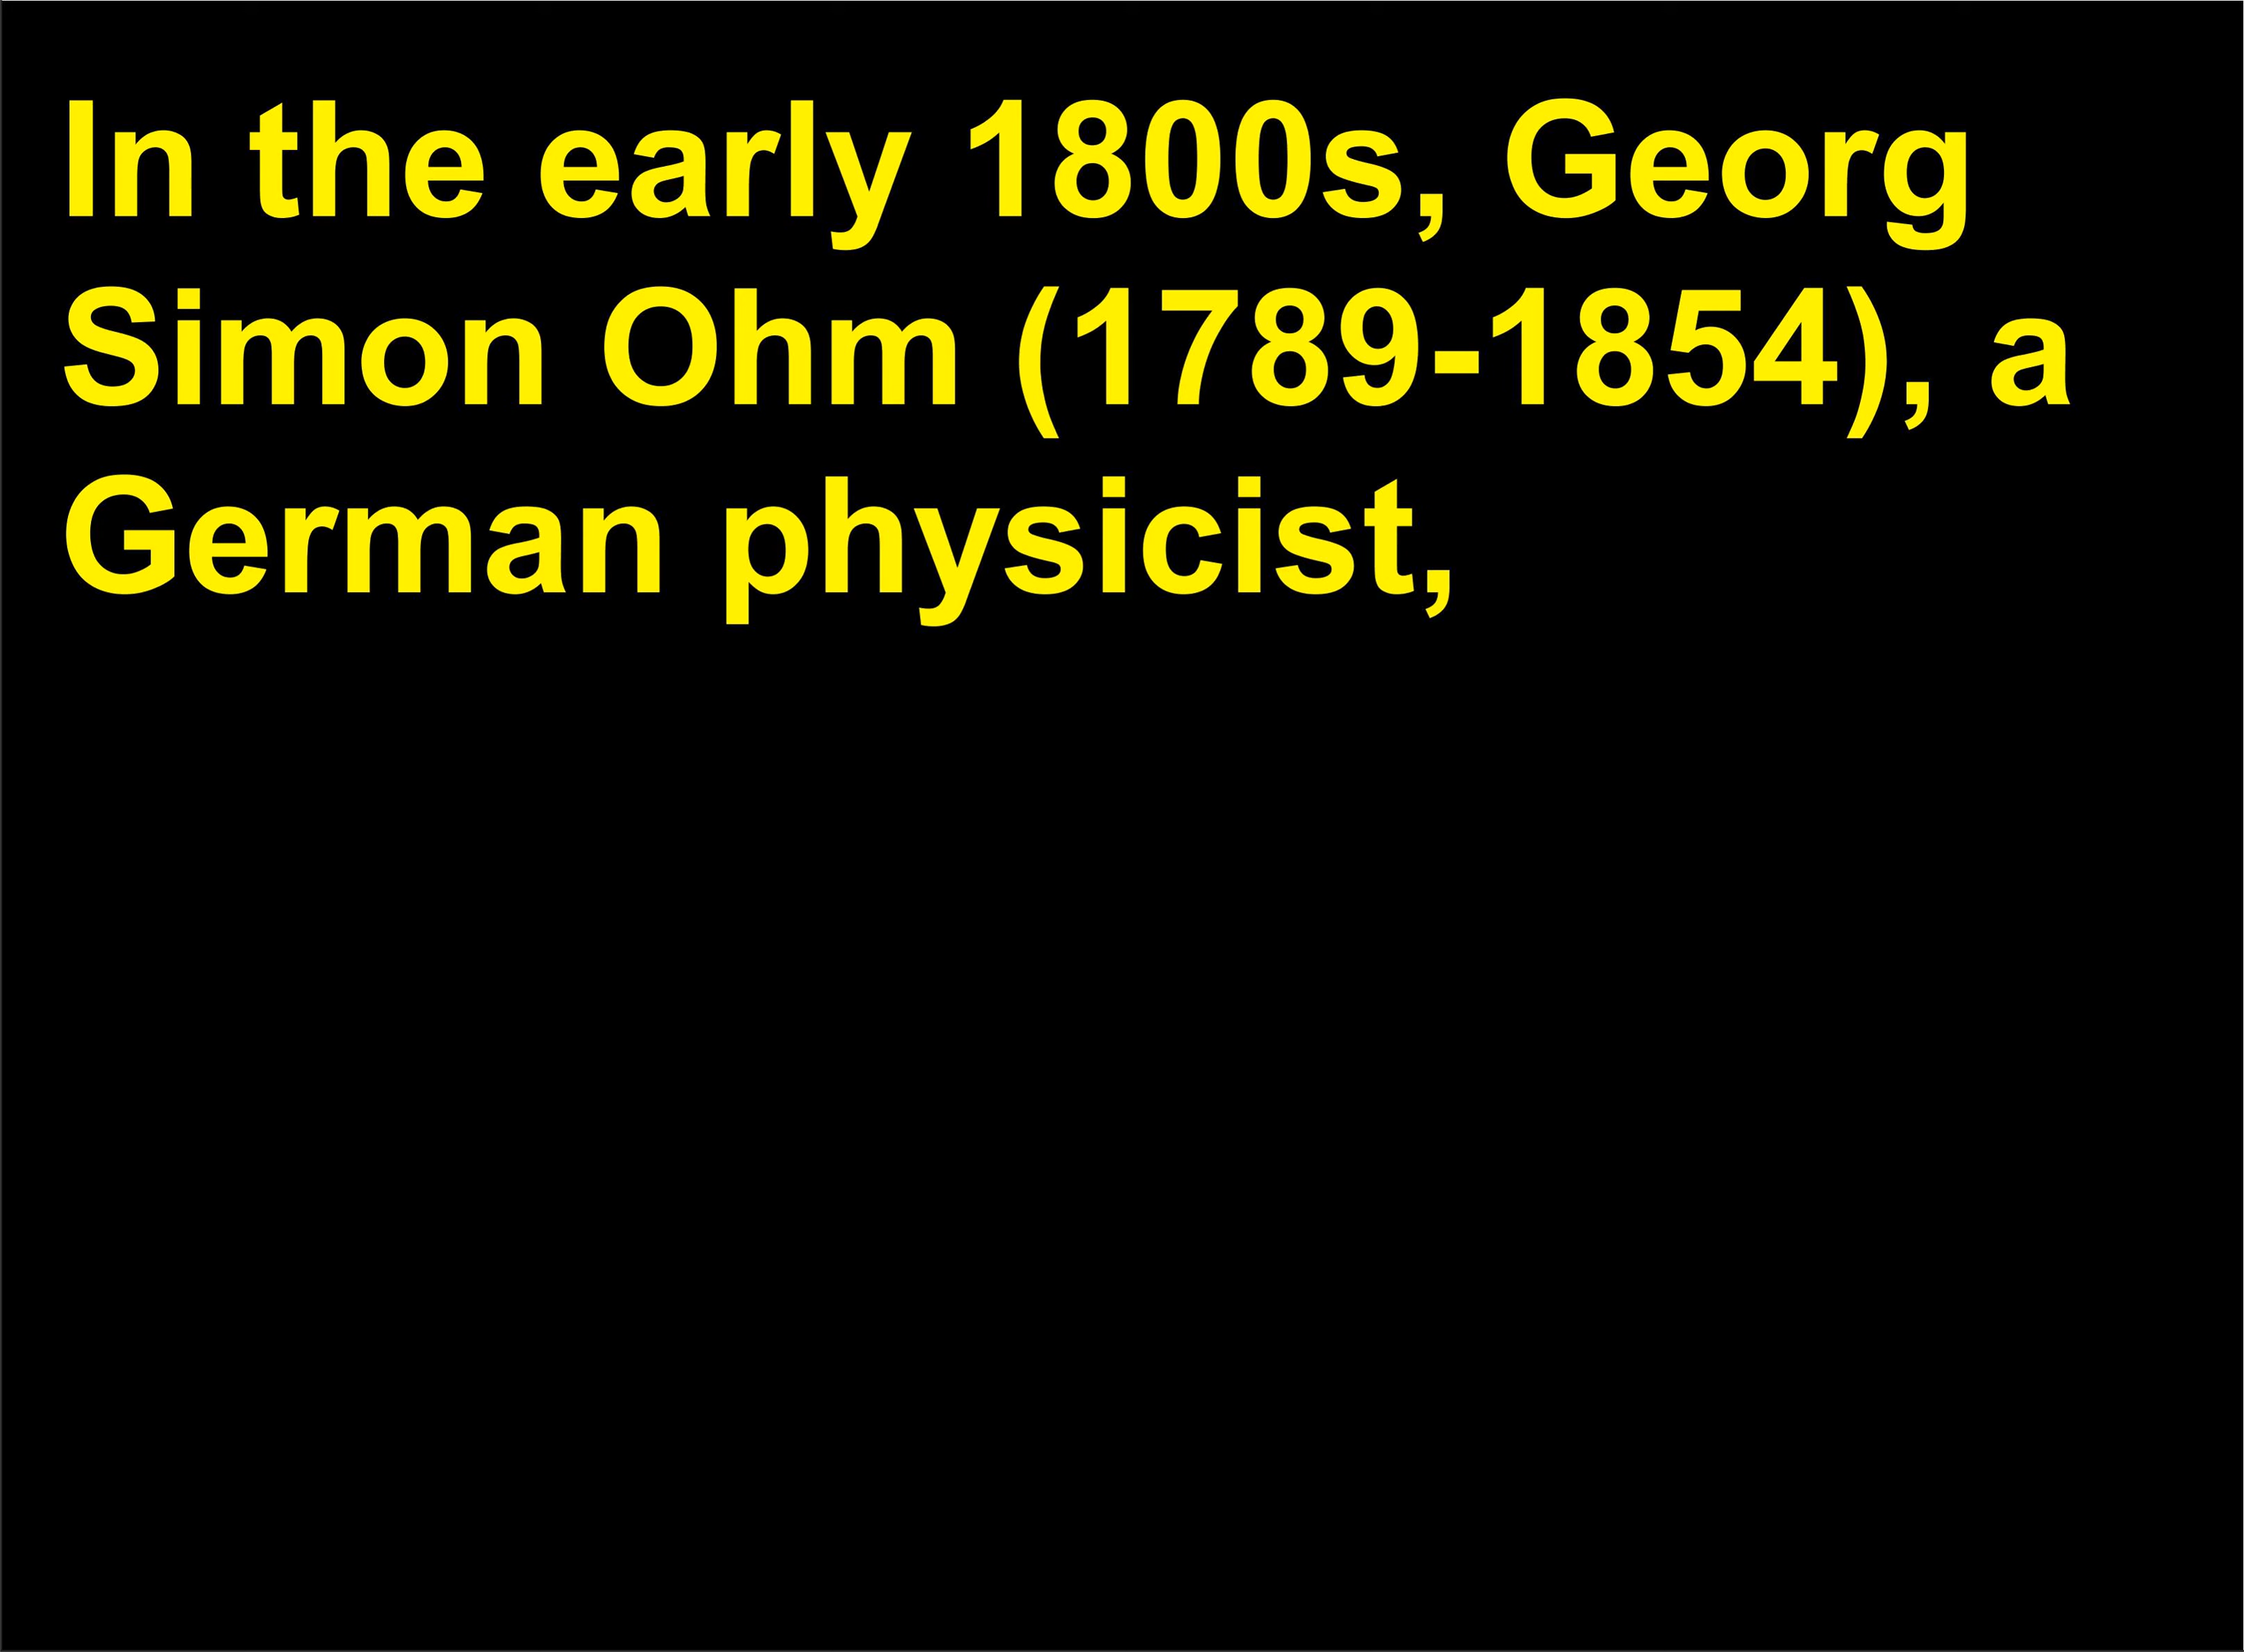 In the early 1800s, Georg
Simon Ohm (1789-1854), a
German physicist,